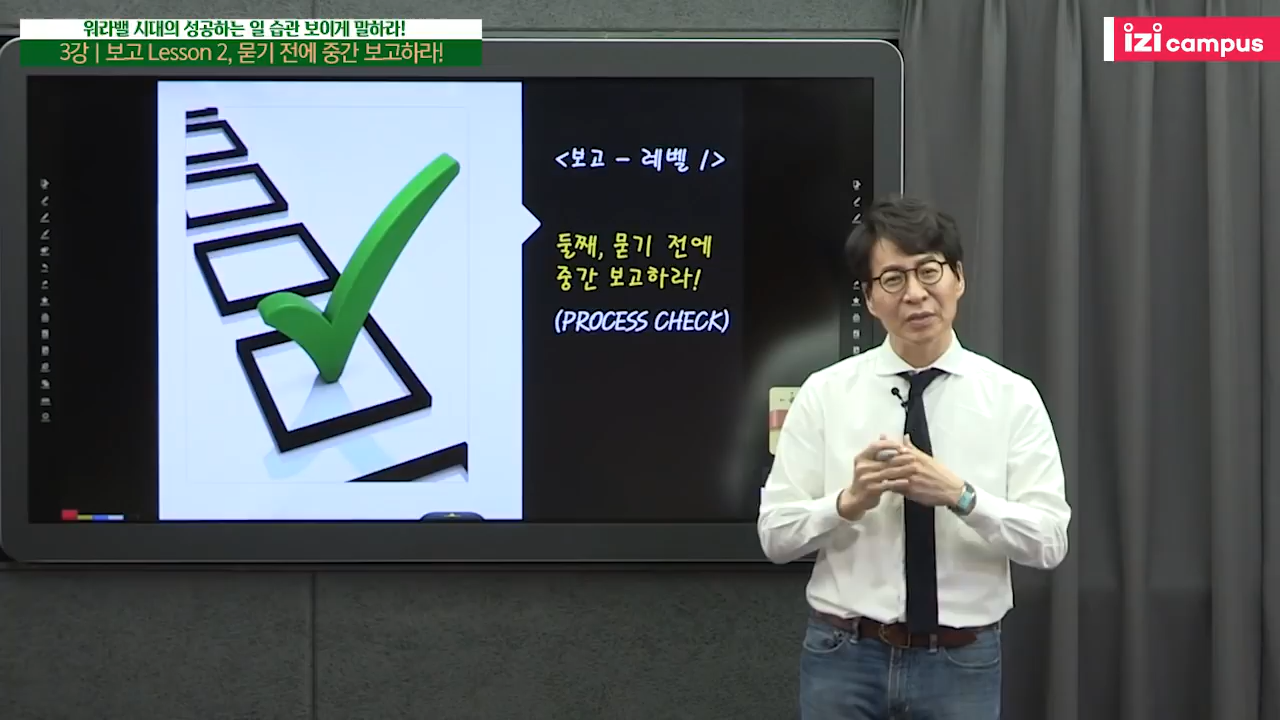 워라밸 시대의 성공하는 일 습관 보이게 말하라!
3강 | 보고 Lesson 2, 묻기 전에 중간 보고하라!
izi campus
<보고 - 레벨 1>
둘째, 묻기 전에
중간 보고하라!
(PROCESS CHECK)